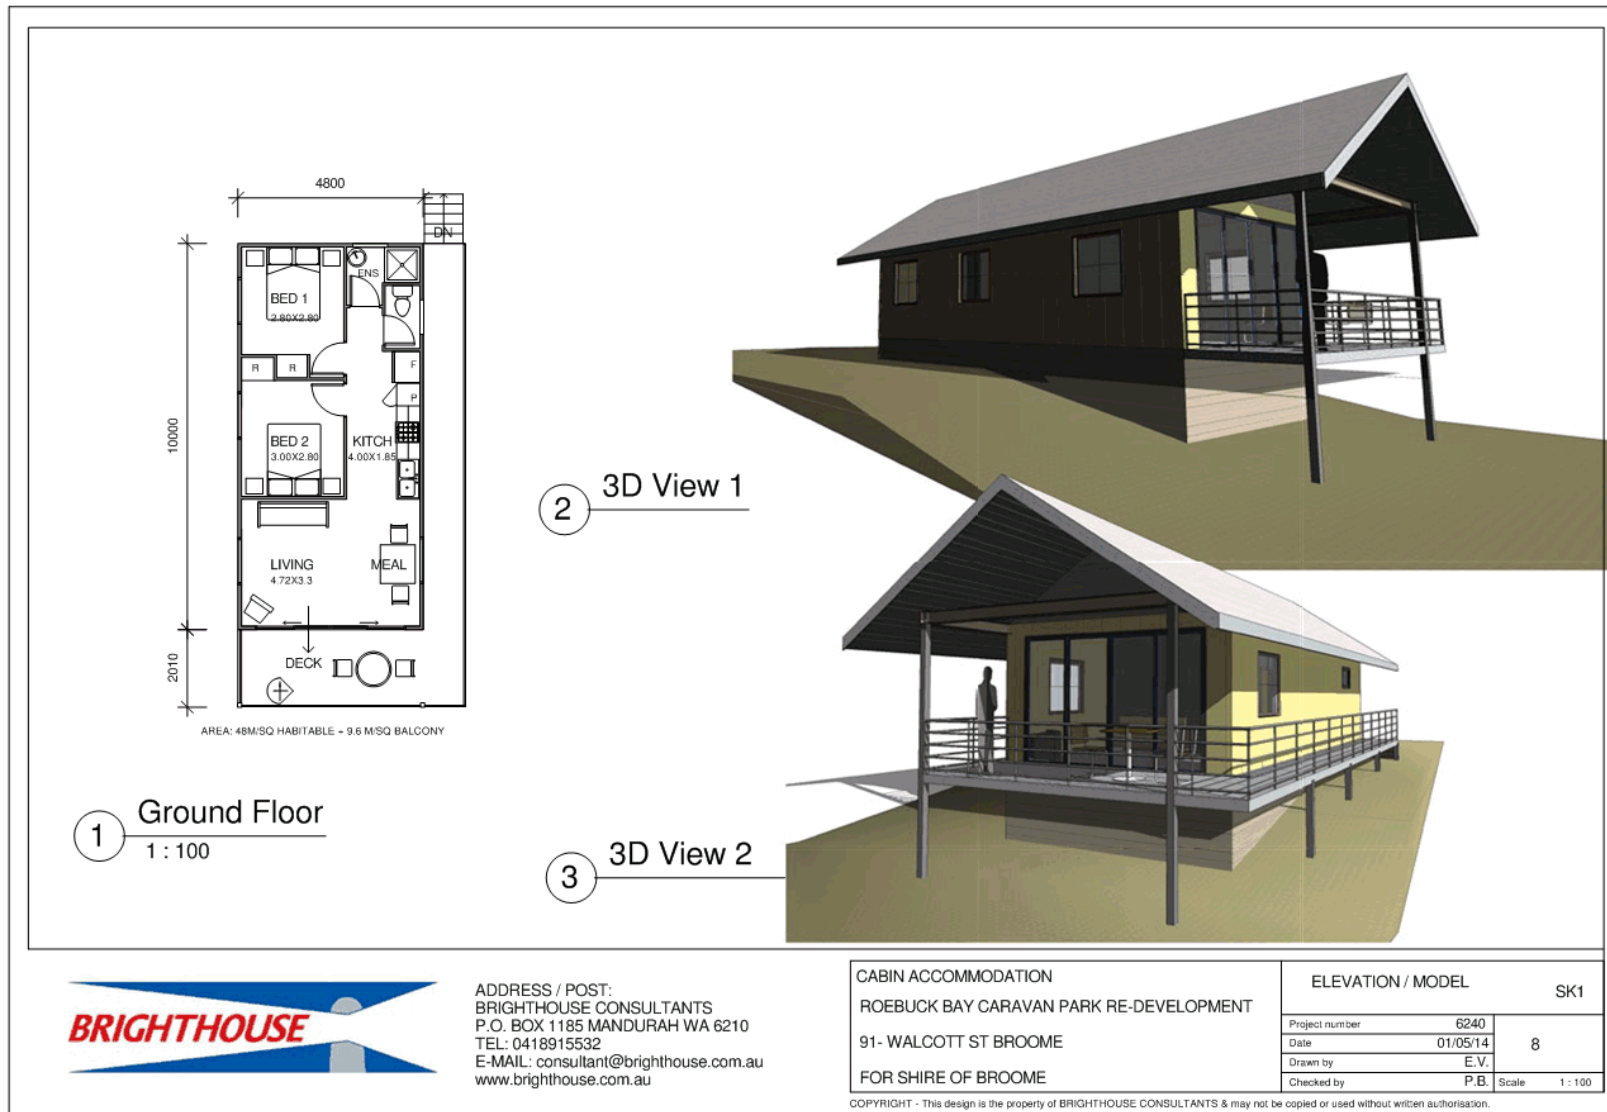 4800
DN
ENS
BED 1
2.80X2.80
R
R
F
P
10000
BED 2
3.00X2.80
KITCH
4.00X1.85
LIVING
4.72X3.3
MEAL
DECK
2010
AREA: 48M/SQ HABITABLE - 9.6 M/SQ BALCONY
1
Ground Floor
1 : 100
2
3D View 1
3
3D View 2
BRIGHTHOUSE
ADDRESS / POST:
BRIGHTHOUSE CONSULTANTS
P.O. BOX 1185 MANDURAH WA 6210
TEL: 0418915532
E-MAIL: consultant@brighthouse.com.au
www.brighthouse.com.au
CABIN ACCOMMODATION
ROEBUCK BAY CARAVAN PARK RE-DEVELOPMENT
91- WALCOTT ST BROOME
FOR SHIRE OF BROOME
ELEVATION / MODEL
SK1
Project number 6240
Date 01/05/14
Drawn by E.V.
Checked by P.B.
8
Scale 1 : 100
COPYRIGHT - This design is the property of BRIGHTHOUSE CONSULTANTS & may not be copied or used without written authorisation.